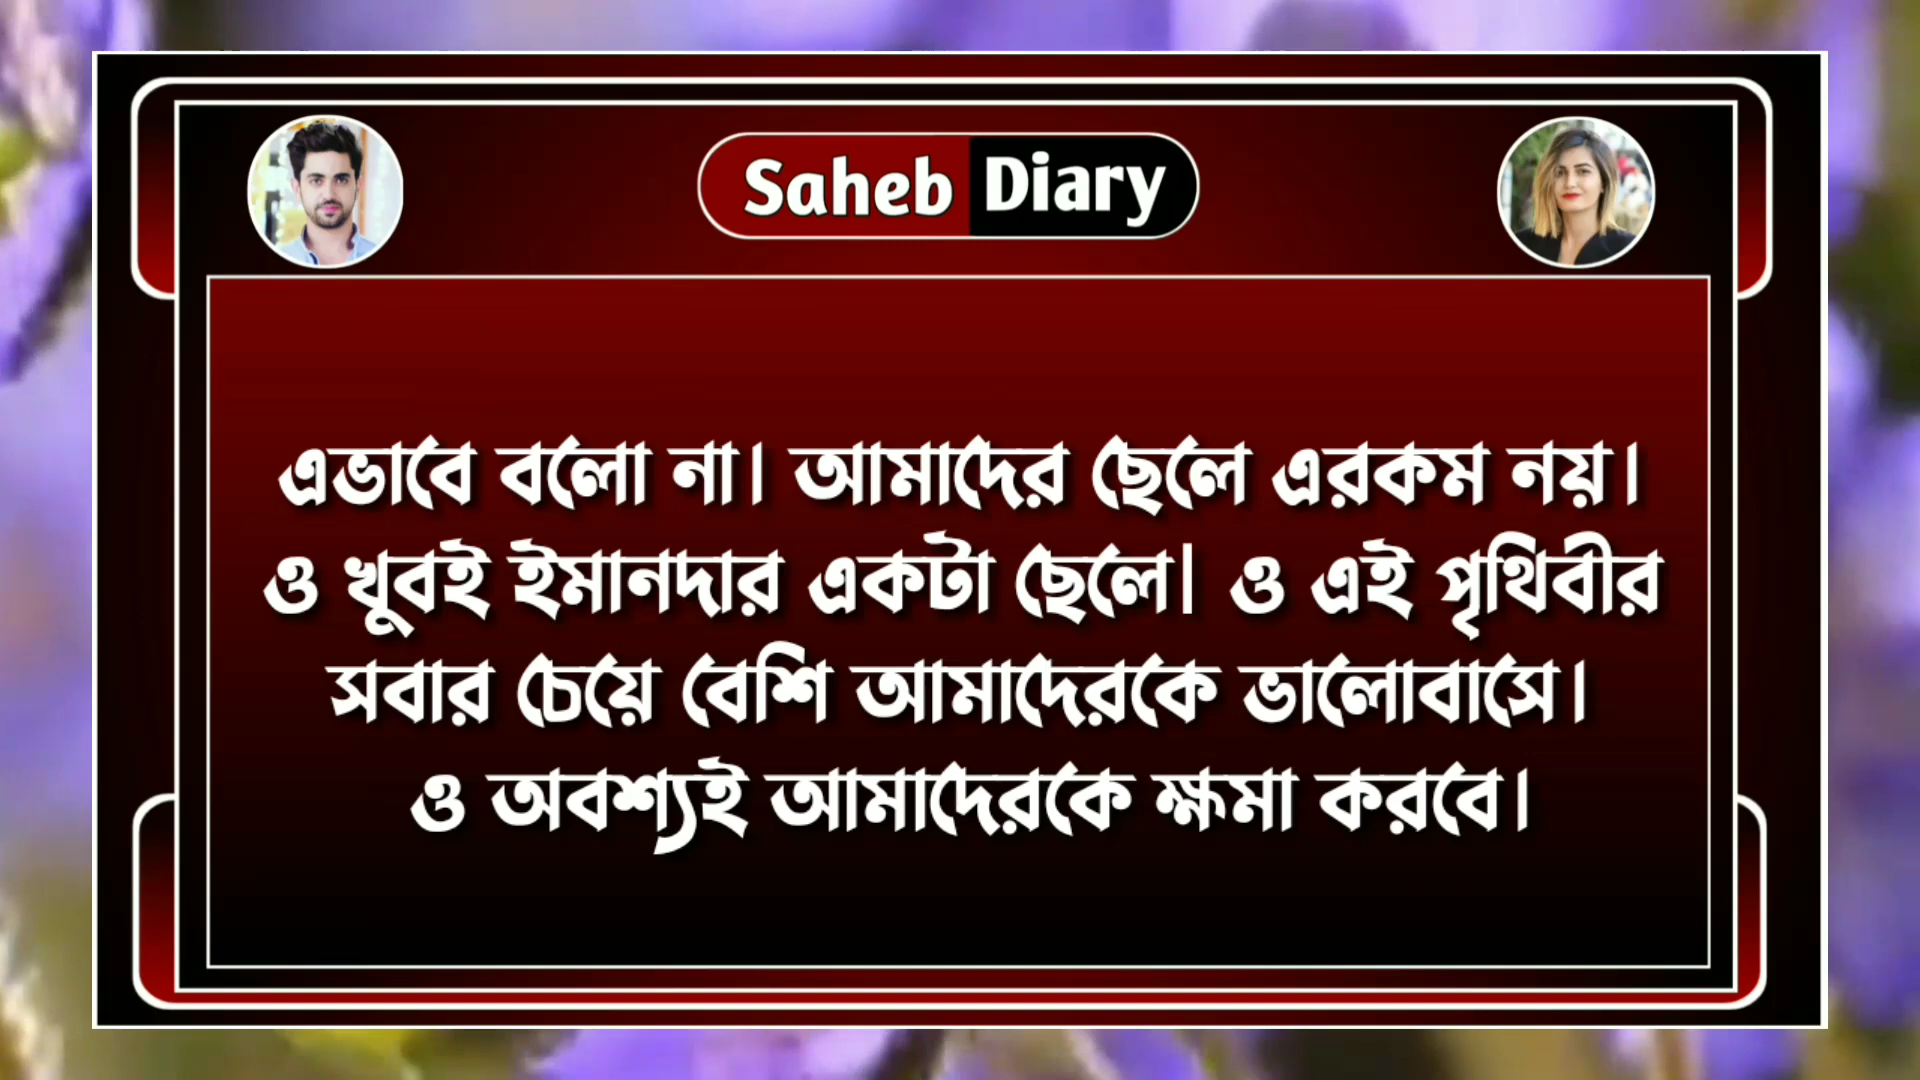 Saheb Diary
এভাবে বলো না। আমাদের ছেলে এরকম নয়।
ও খুবই ইমানদার একটা ছেলে। ও এই পৃথিবীর
সবার চেয়ে বেশি আমাদেরকে ভালোবাসে।
ও অবশ্যই আমাদেরকে ক্ষমা করবে।